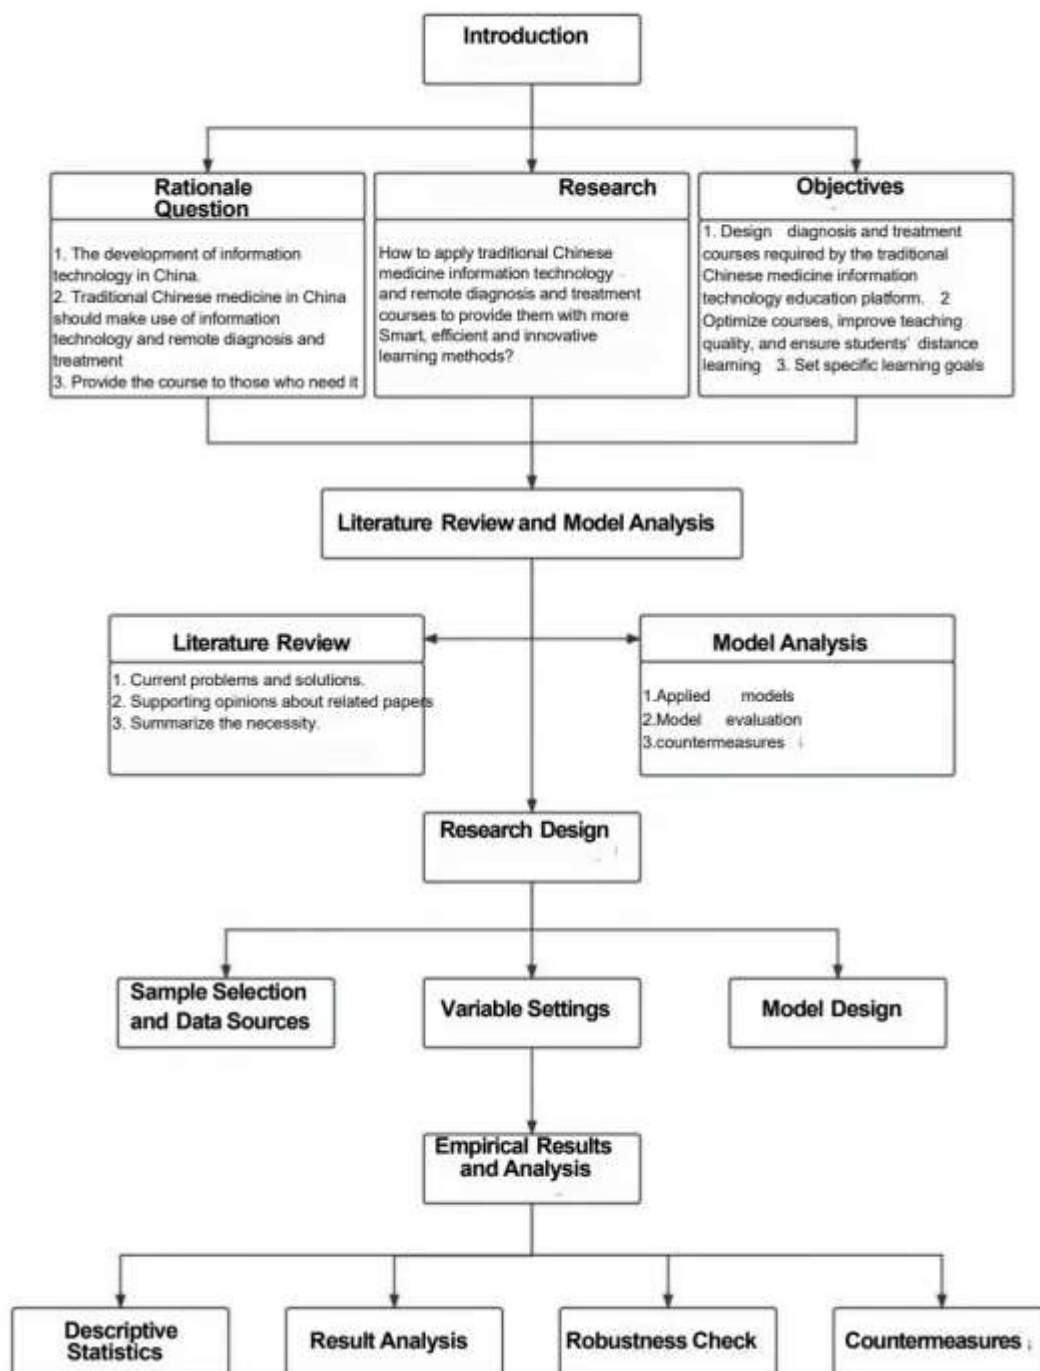 Introduction
Rationale
Question
1. The development of information
technology in China.
2. Traditional Chinese medicine in China
should make use of information
technology and remote diagnosis and
treatment
3. Provide the course to those who need it
Research
How to apply traditional Chinese
medicine information technology
and remote diagnosis and treatment
courses to provide them with more
Smart, efficient and innovative
learning methods?
Objectives
1. Design diagnosis and treatment
courses required by the traditional
Chinese medicine information
technology education platform. 2
Optimize courses, improve teaching
quality, and ensure students' distance
learning 3. Set specific learning goals
Literature Review and Model Analysis
Literature Review
1. Current problems and solutions.
2. Supporting opinions about related papers
3. Summarize the necessity.
Model Analysis
1.Applied models
2.Model evaluation
3.countermeasures ↓
Research Design
Sample Selection
and Data Sources
Variable Settings
Model Design
Empirical Results
and Analysis
Descriptive
Statistics
Result Analysis
Robustness Check
Countermeasures ↓